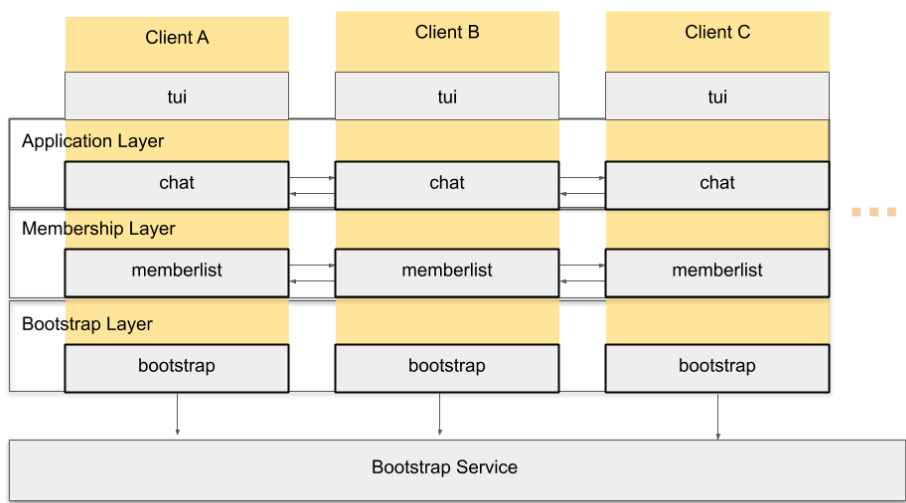 Client A
Client B
Client C
tui
tui
tui
Application Layer
chat
chat
chat
Membership Layer
memberlist
memberlist
memberlist
Bootstrap Layer
bootstrap
bootstrap
bootstrap
Bootstrap Service